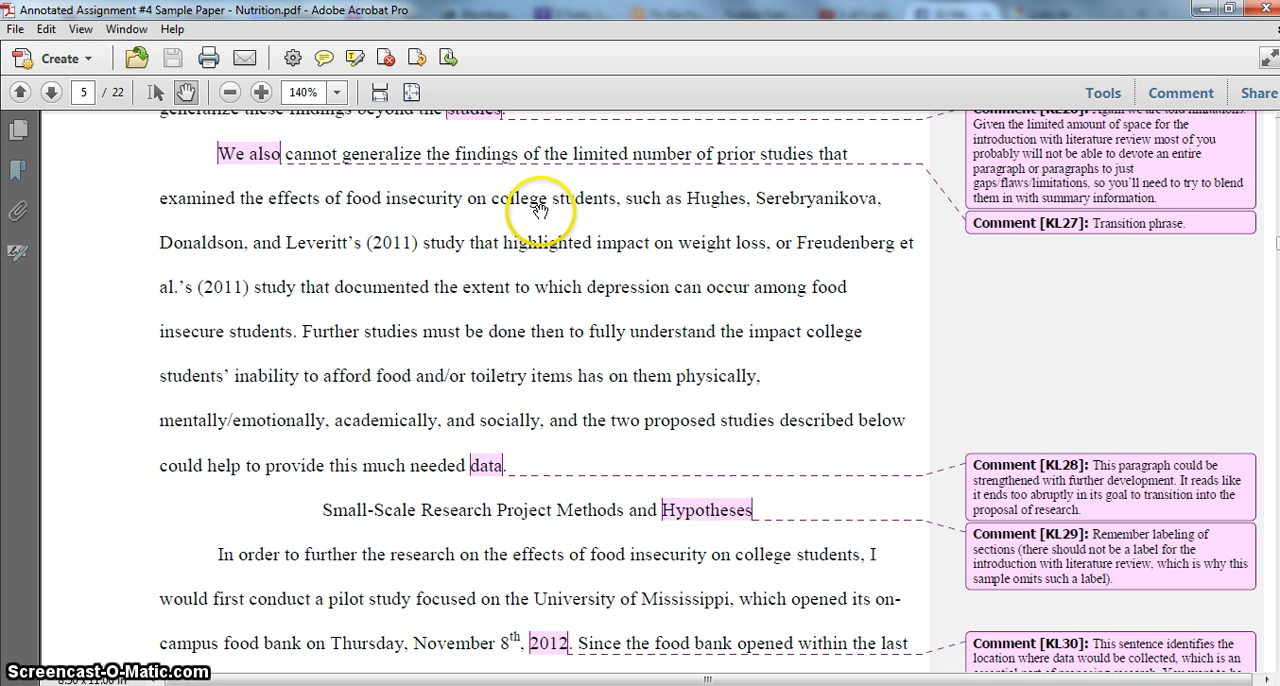 Annotated Assignment #4 Sample Paper - Nutrition.pdf - Adobe Acrobat Pro
File Edit View Window Help
Create
5 / 22 140% Tools Comment Share
generalize these findings beyond the studies.
We also cannot generalize the findings of the limited number of prior studies that
examined the effects of food insecurity on college students, such as Hughes, Serebryanikova,
Donaldson, and Leveritt’s (2011) study that highlighted impact on weight loss, or Freudenberg et
al.’s (2011) study that documented the extent to which depression can occur among food
insecure students. Further studies must be done then to fully understand the impact college
students’ inability to afford food and/or toiletry items has on them physically,
mentally/emotionally, academically, and socially, and the two proposed studies described below
could help to provide this much needed data.
Small-Scale Research Project Methods and Hypotheses
In order to further the research on the effects of food insecurity on college students, I
would first conduct a pilot study focused on the University of Mississippi, which opened its on-
campus food bank on Thursday, November 8th, 2012. Since the food bank opened within the last
Given the limited amount of space for the
introduction with literature review most of you
probably will not be able to devote an entire
paragraph or paragraphs to just
gaps/flaws/limitations, so you’ll need to try to blend
them in with summary information.
Comment [KL27]: Transition phrase.
Comment [KL28]: This paragraph could be
strengthened with further development. It reads like
it ends too abruptly in its goal to transition into the
proposal of research.
Comment [KL29]: Remember labeling of
sections (there should not be a label for the
introduction with literature review, which is why this
sample omits such a label).
Comment [KL30]: This sentence identifies the
location where data would be collected, which is an
Screencast-O-Matic.com